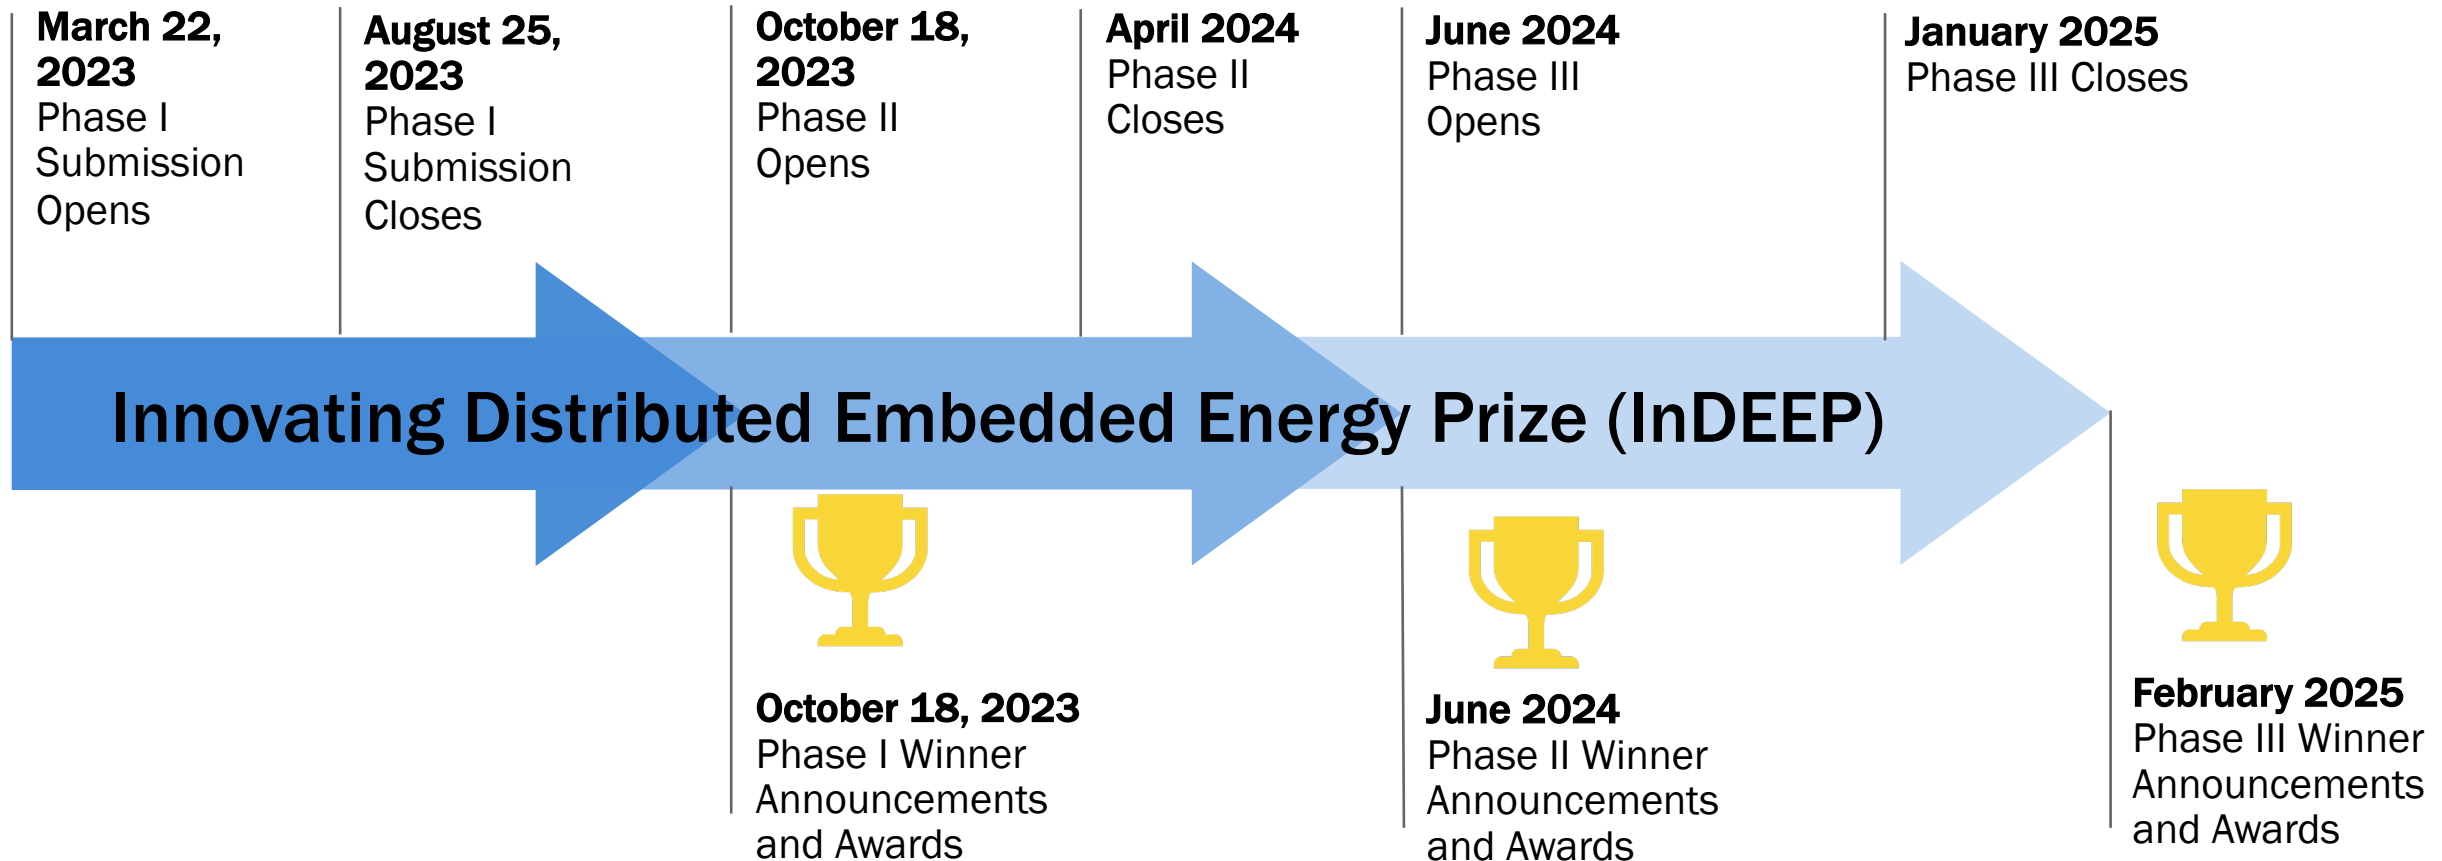 March 22,
2023
Phase I
Submission
Opens
August 25,
2023
Phase I
Submission
Closes
October 18,
2023
Phase II
Opens
April 2024
Phase II
Closes
June 2024
Phase III
Opens
January 2025
Phase III Closes
Innovating Distributed Embedded Energy Prize (InDEEP)
October 18, 2023
Phase I Winner
Announcements
and Awards
June 2024
Phase II Winner
Announcements
and Awards
February 2025
Phase III Winner
Announcements
and Awards